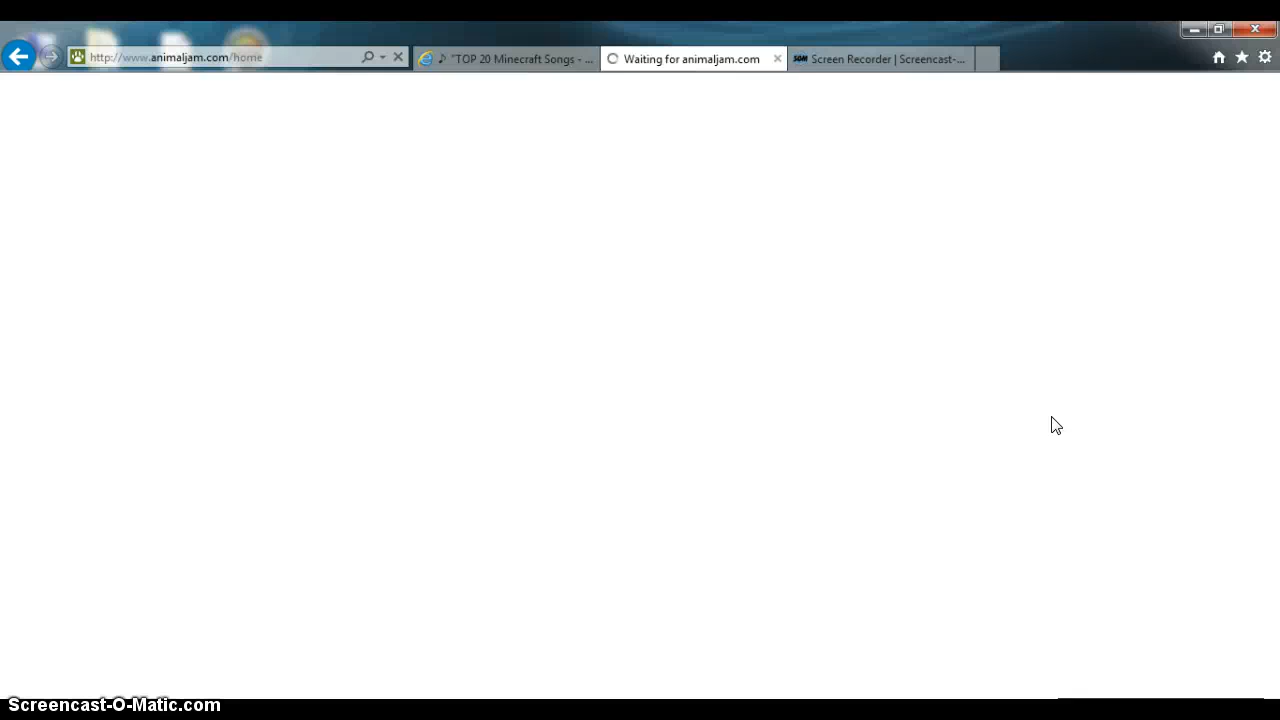 http://www.animaljam.com/home
♪ "TOP 20 Minecraft Songs - ...
Waiting for animaljam.com
SOM Screen Recorder | Screencast-...
Screencast-O-Matic.com